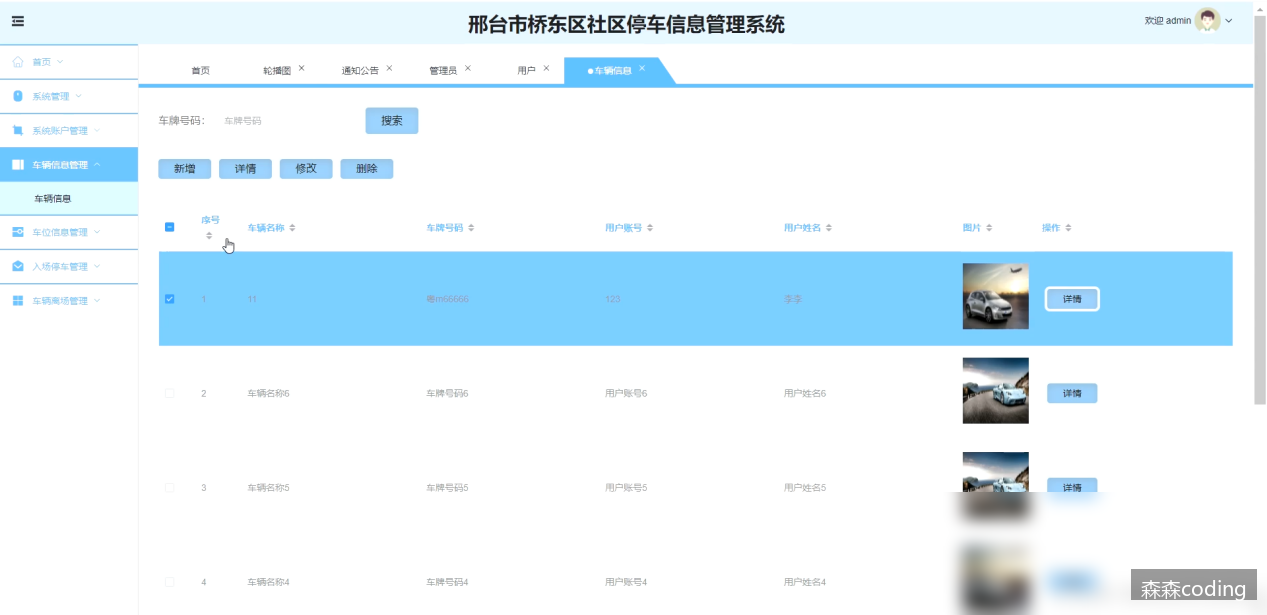 邢台市桥东区社区停车信息管理系统
欢迎 admin
首页
系统管理
系统账户管理
车辆信息管理
车辆信息
车位信息管理
入场停车管理
车辆离场管理
首页 轮播图 × 通知公告 × 管理员 × 用户 × 车辆信息 ×
车牌号码: 车牌号码 搜索
新增 详情 修改 删除
序号 车辆名称 车牌号码 用户账号 用户姓名 图片 操作
1 11 粤m66666 123 李李 详情
2 车辆名称6 车牌号码6 用户账号6 用户姓名6 详情
3 车辆名称5 车牌号码5 用户账号5 用户姓名5 详情
4 车辆名称4 车牌号码4 用户账号4 用户姓名4
森森coding